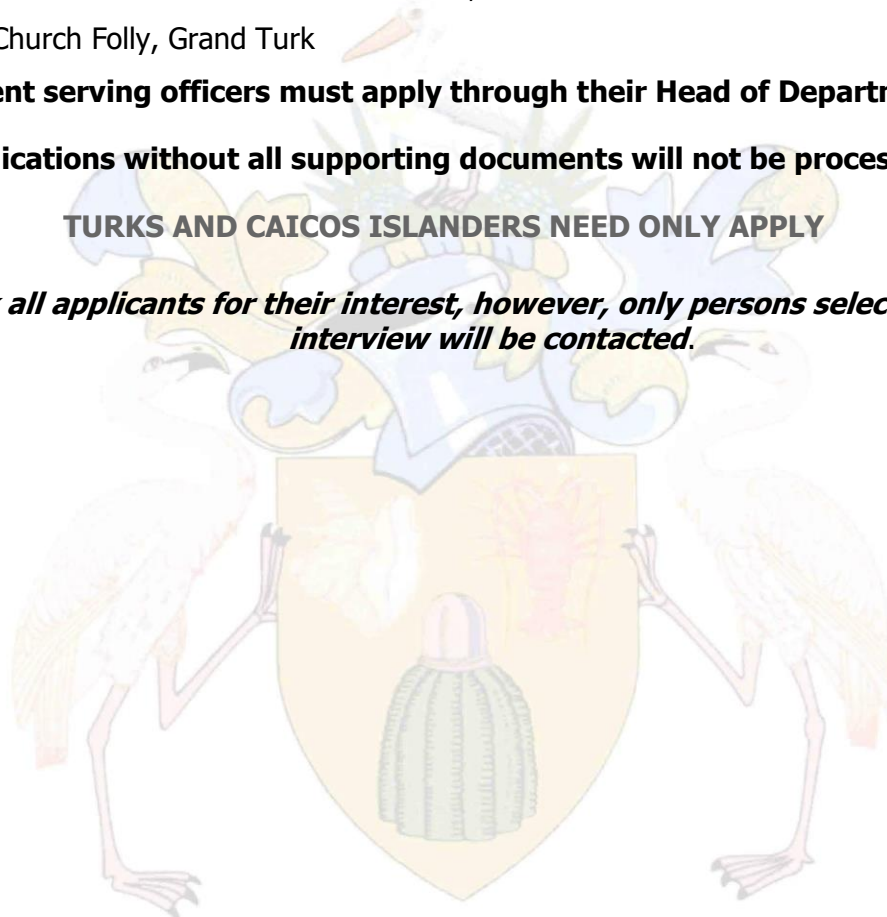 Church Folly, Grand Turk
ent serving officers must apply through their Head of Departm
lications without all supporting documents will not be proces
TURKS AND CAICOS ISLANDERS NEED ONLY APPLY
all applicants for their interest, however, only persons selec
interview will be contacted.